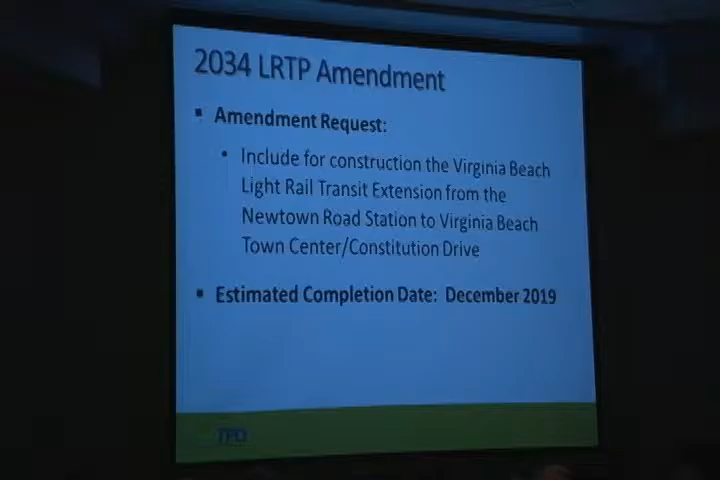 2034 LRTP Amendment
▪ Amendment Request:
• Include for construction the Virginia Beach
Light Rail Transit Extension from the
Newtown Road Station to Virginia Beach
Town Center/Constitution Drive
▪ Estimated Completion Date: December 2019
TPO